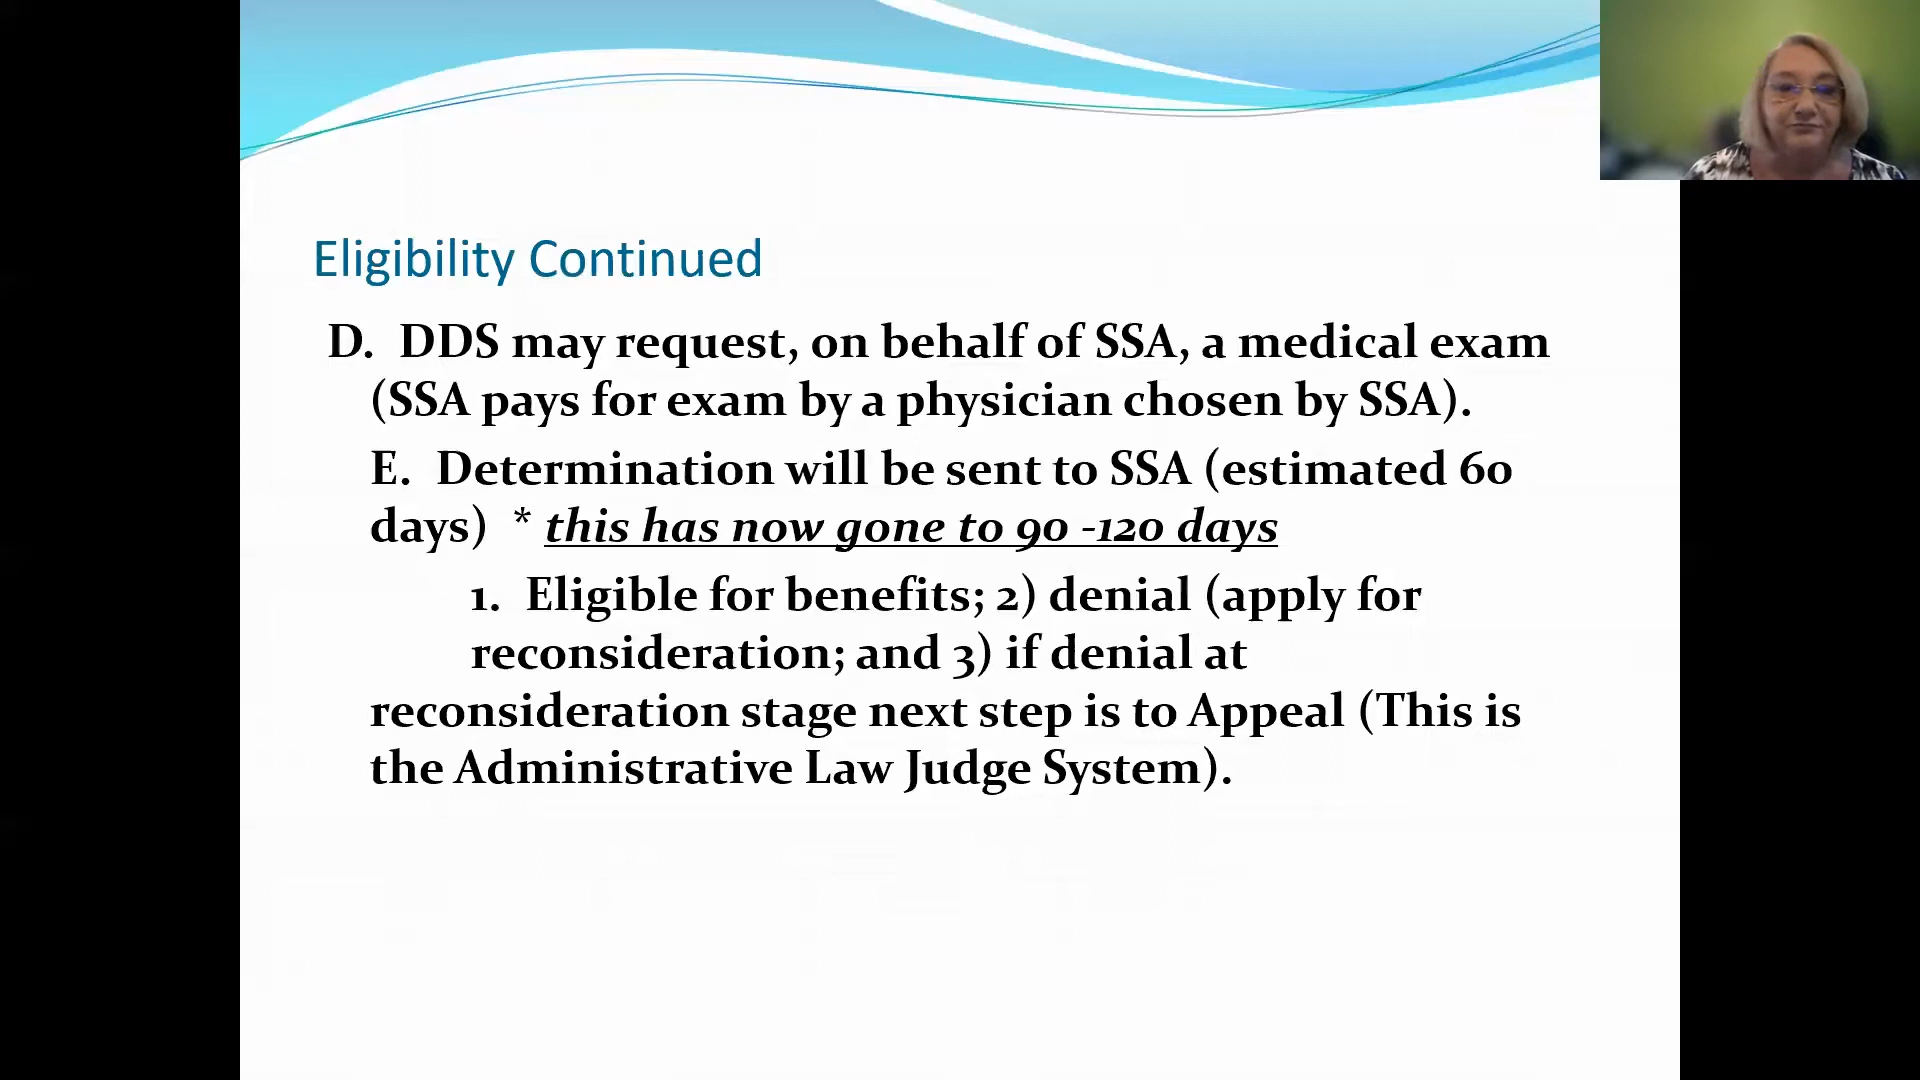 Eligibility Continued
D. DDS may request, on behalf of SSA, a medical exam
(SSA pays for exam by a physician chosen by SSA).
E. Determination will be sent to SSA (estimated 60
days) * this has now gone to 90 -120 days
1. Eligible for benefits; 2) denial (apply for
reconsideration; and 3) if denial at
reconsideration stage next step is to Appeal (This is
the Administrative Law Judge System).